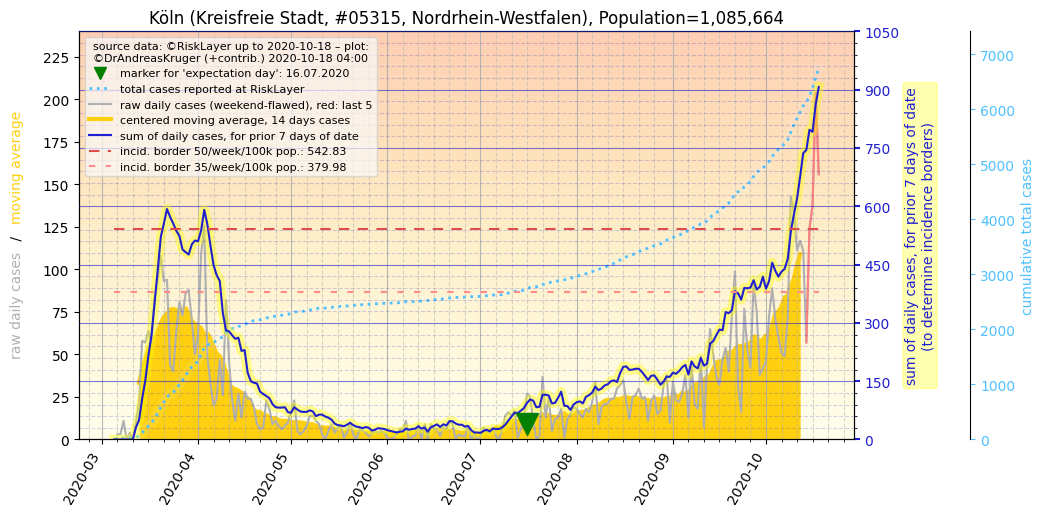 Köln (Kreisfreie Stadt, #05315, Nordrhein-Westfalen), Population=1,085,664
source data: ©RiskLayer up to 2020-10-18 – plot:
©DrAndreasKruger (+contrib.) 2020-10-18 04:00
marker for 'expectation day': 16.07.2020
total cases reported at RiskLayer
raw daily cases (weekend-flawed), red: last 5
centered moving average, 14 days cases
sum of daily cases, for prior 7 days of date
incid. border 50/week/100k pop.: 542.83
incid. border 35/week/100k pop.: 379.98
raw daily cases / moving average
225
200
175
150
125
100
75
50
25
0
2020-03
2020-04
2020-05
2020-06
2020-07
2020-08
2020-09
2020-10
1050
900
750
600
450
300
150
0
sum of daily cases, for prior 7 days of date
(to determine incidence borders)
7000
6000
5000
4000
3000
2000
1000
0
cumulative total cases